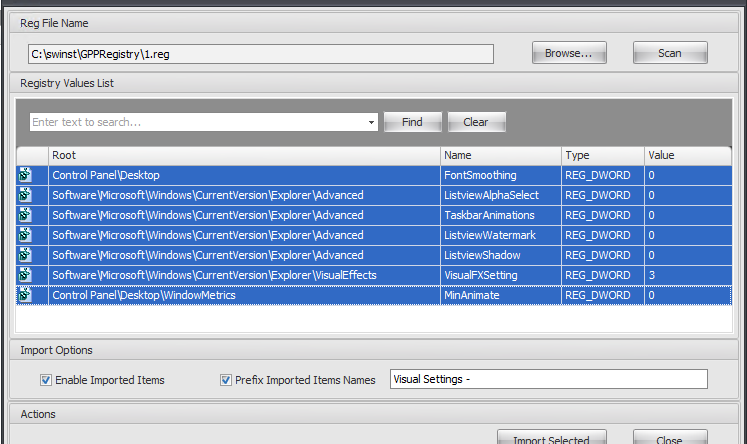 Reg File Name
C:\swinst\GPPRegistry\1.reg Browse... Scan
Registry Values List
Enter text to search... Find Clear
Root Name Type Value
Control Panel\Desktop FontSmoothing REG_DWORD 0
Software\Microsoft\Windows\CurrentVersion\Explorer\Advanced ListviewAlphaSelect REG_DWORD 0
Software\Microsoft\Windows\CurrentVersion\Explorer\Advanced TaskbarAnimations REG_DWORD 0
Software\Microsoft\Windows\CurrentVersion\Explorer\Advanced ListviewWatermark REG_DWORD 0
Software\Microsoft\Windows\CurrentVersion\Explorer\Advanced ListviewShadow REG_DWORD 0
Software\Microsoft\Windows\CurrentVersion\Explorer\VisualEffects VisualFXSetting REG_DWORD 3
Control Panel\Desktop\WindowMetrics MinAnimate REG_DWORD 0
Import Options
Enable Imported Items Prefix Imported Items Names Visual Settings -
Actions
Import Selected Close